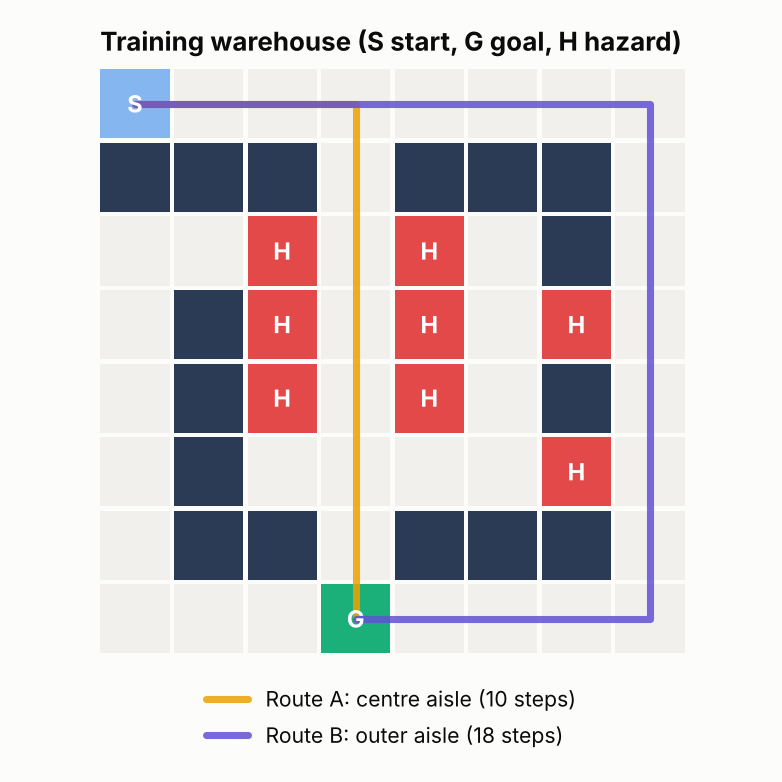 Training warehouse (S start, G goal, H hazard)
S
H H
H H H
H H
H
G
Route A: centre aisle (10 steps)
Route B: outer aisle (18 steps)